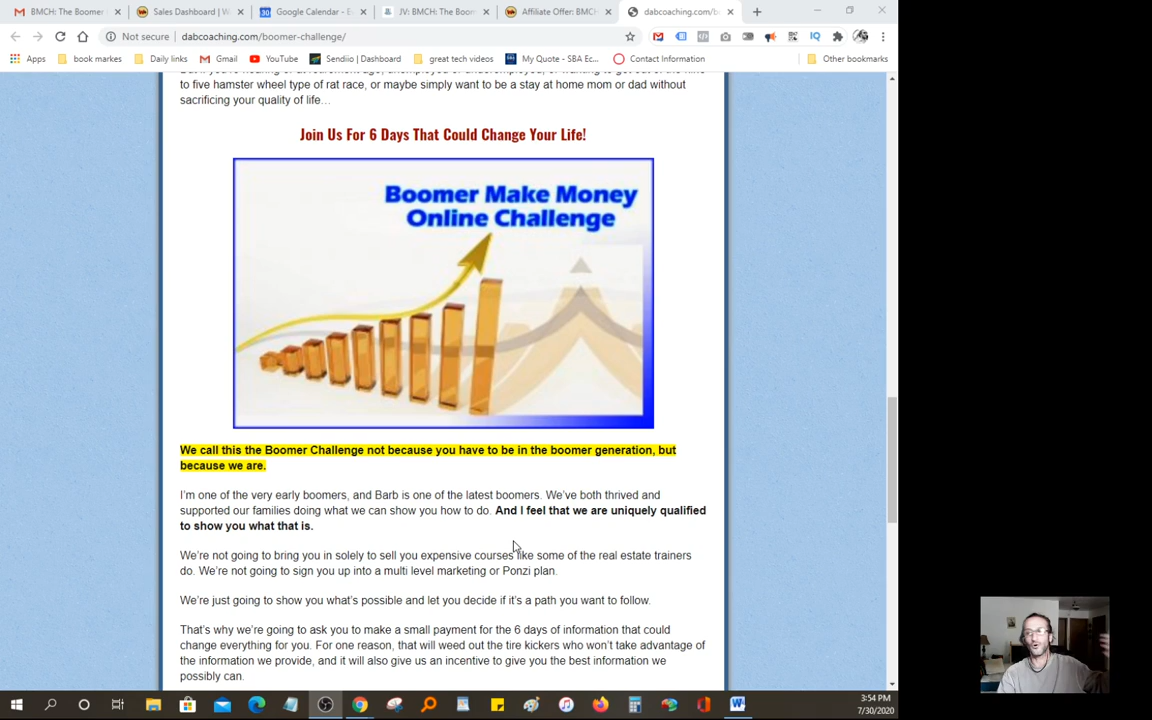 BMCH: The Boomer
Sales Dashboard | W
Google Calendar - E
JV: BMCH: The Boom
Affiliate Offer: BMCH
dabcoaching.com/b
Not secure | dabcoaching.com/boomer-challenge/
Apps book markes Daily links Gmail YouTube Sendiio | Dashboard great tech videos My Quote - SBA Ec... Contact Information Other bookmarks
to five hamster wheel type of rat race, or maybe simply want to be a stay at home mom or dad without
sacrificing your quality of life…
Join Us For 6 Days That Could Change Your Life!
Boomer Make Money
Online Challenge
We call this the Boomer Challenge not because you have to be in the boomer generation, but
because we are.
I'm one of the very early boomers, and Barb is one of the latest boomers. We've both thrived and
supported our families doing what we can show you how to do. And I feel that we are uniquely qualified
to show you what that is.
We're not going to bring you in solely to sell you expensive courses like some of the real estate trainers
do. We're not going to sign you up into a multi level marketing or Ponzi plan.
We're just going to show you what's possible and let you decide if it's a path you want to follow.
That's why we're going to ask you to make a small payment for the 6 days of information that could
change everything for you. For one reason, that will weed out the tire kickers who won't take advantage of
the information we provide, and it will also give us an incentive to give you the best information we
possibly can.
3:54 PM
7/30/2020